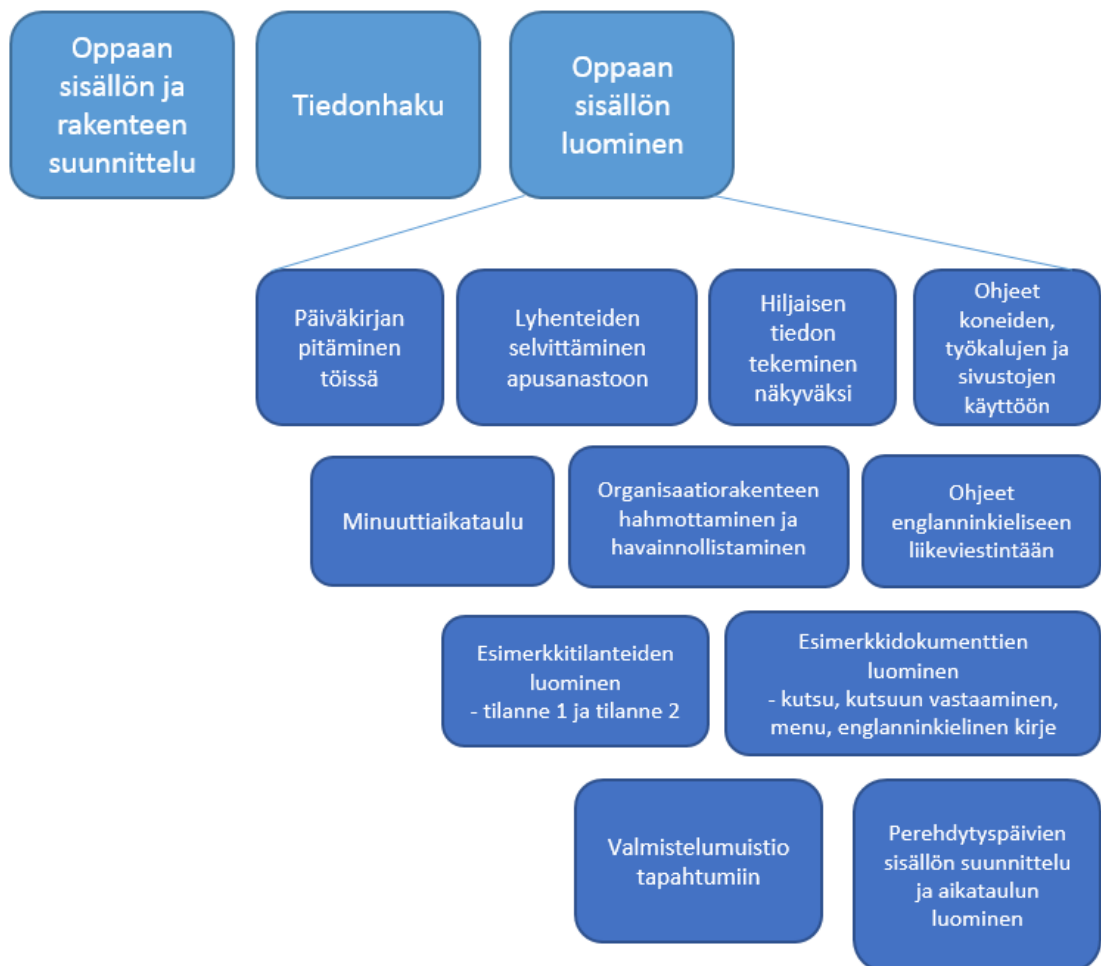 Oppaan
sisällön ja
rakenteen
suunnittelu
Tiedonhaku
Oppaan
sisällön
luominen
Päiväkirjan
pitäminen
töissä
Lyhenteiden
selvittäminen
apusanastoon
Hiljaisen
tiedon
tekeminen
näkyväksi
Ohjeet
koneiden,
työkalujen ja
sivustojen
käyttöön
Minuuttiaikataulu
Organisaatiorakenteen
hahmottaminen ja
havainnollistaminen
Ohjeet
englanninkieliseen
liikeviestintään
Esimerkkitilanteiden
luominen
- tilanne 1 ja tilanne 2
Esimerkkidokumenttien
luominen
- kutsu, kutsuun vastaaminen,
menu, englanninkielinen kirje
Valmistelumuistio
tapahtumiin
Perehdytyspäivien
sisällön suunnittelu
ja aikataulun
luominen